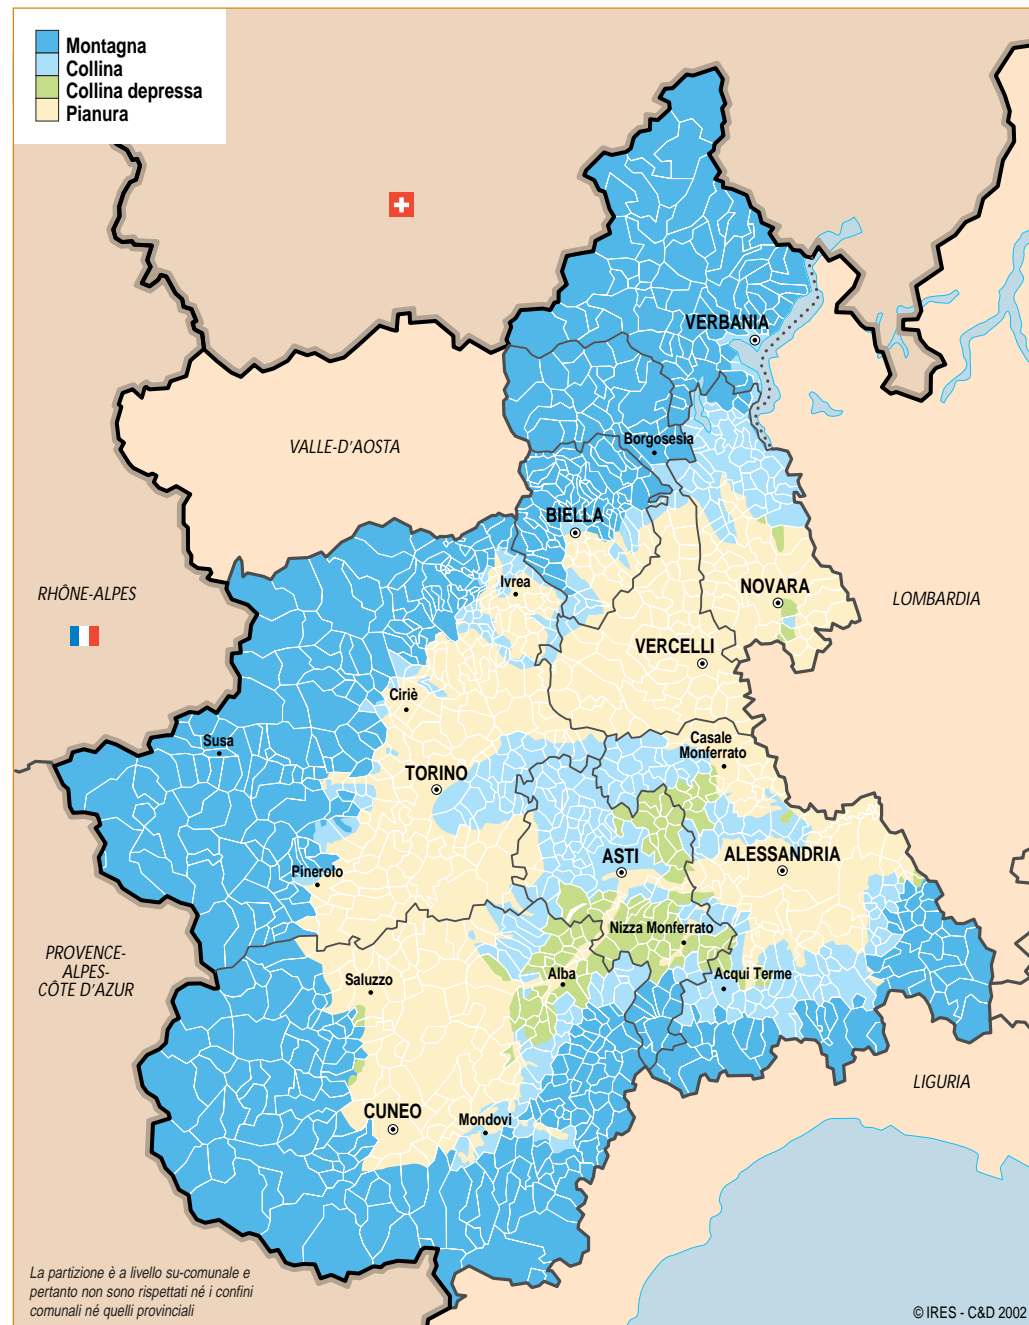 Montagna
Collina
Collina depressa
Pianura
VERBANIA
VALLE-D'AOSTA
Borgosesia
BIELLA
Ivrea
RHÔNE-ALPES
NOVARA
LOMBARDIA
VERCELLI
Ciriè
Susa
Casale
Monferrato
TORINO
ASTI
ALESSANDRIA
Pinerolo
Nizza Monferrato
PROVENCE-
ALPES-
CÔTE D'AZUR
Saluzzo
Alba
Acqui Terme
LIGURIA
CUNEO
Mondovi
La partizione è a livello su-comunale e
pertanto non sono rispettati né i confini
comunali né quelli provinciali
© IRES - C&D 2002